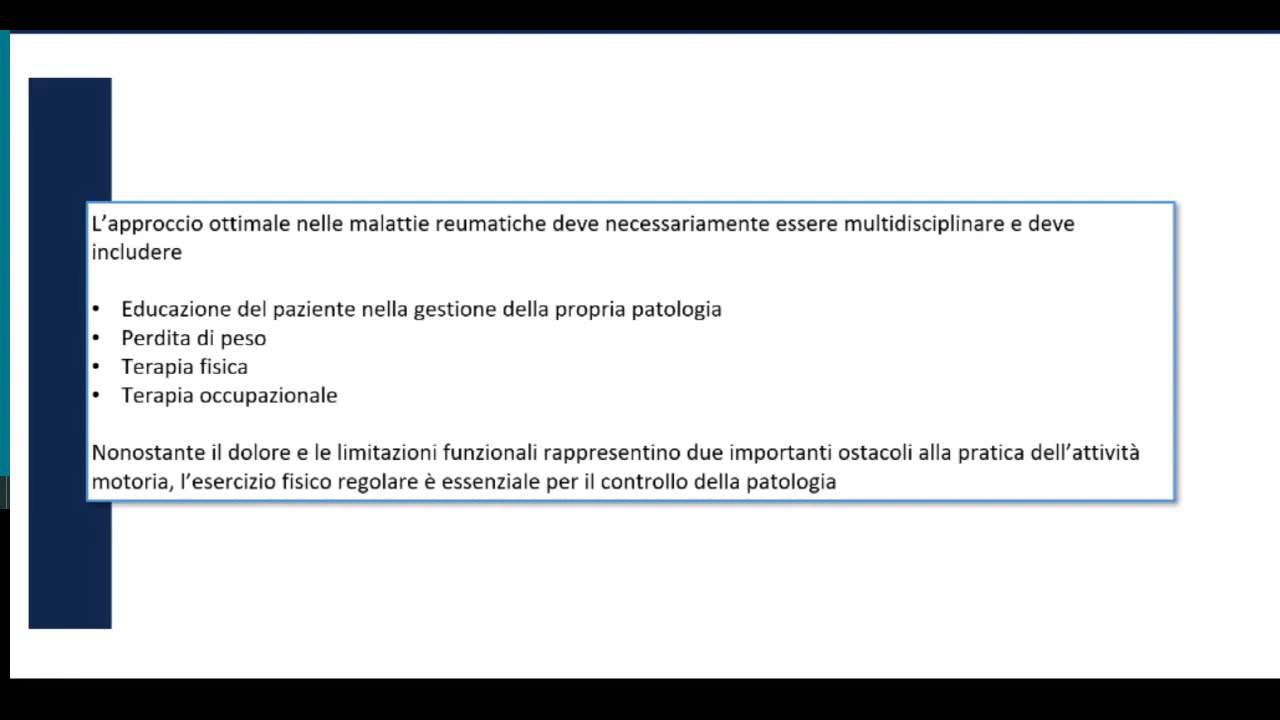 L’approccio ottimale nelle malattie reumatiche deve necessariamente essere multidisciplinare e deve
includere
• Educazione del paziente nella gestione della propria patologia
• Perdita di peso
• Terapia fisica
• Terapia occupazionale
Nonostante il dolore e le limitazioni funzionali rappresentino due importanti ostacoli alla pratica dell’attività
motoria, l’esercizio fisico regolare è essenziale per il controllo della patologia